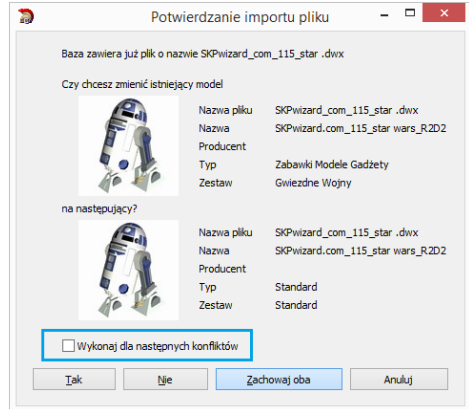 Potwierdzanie importu pliku
Baza zawiera już plik o nazwie SKPwizard_com_115_star .dwx
Czy chcesz zmienić istniejący model
Nazwa pliku SKPwizard_com_115_star .dwx
Nazwa SKPwizard.com_115_star wars_R2D2
Producent
Typ Zabawki Modele Gadżety
Zestaw Gwiezdne Wojny
na następujący?
Nazwa pliku SKPwizard_com_115_star .dwx
Nazwa SKPwizard.com_115_star wars_R2D2
Producent
Typ Standard
Zestaw Standard
Wykonaj dla następnych konfliktów
Tak Nie Zachowaj oba Anuluj